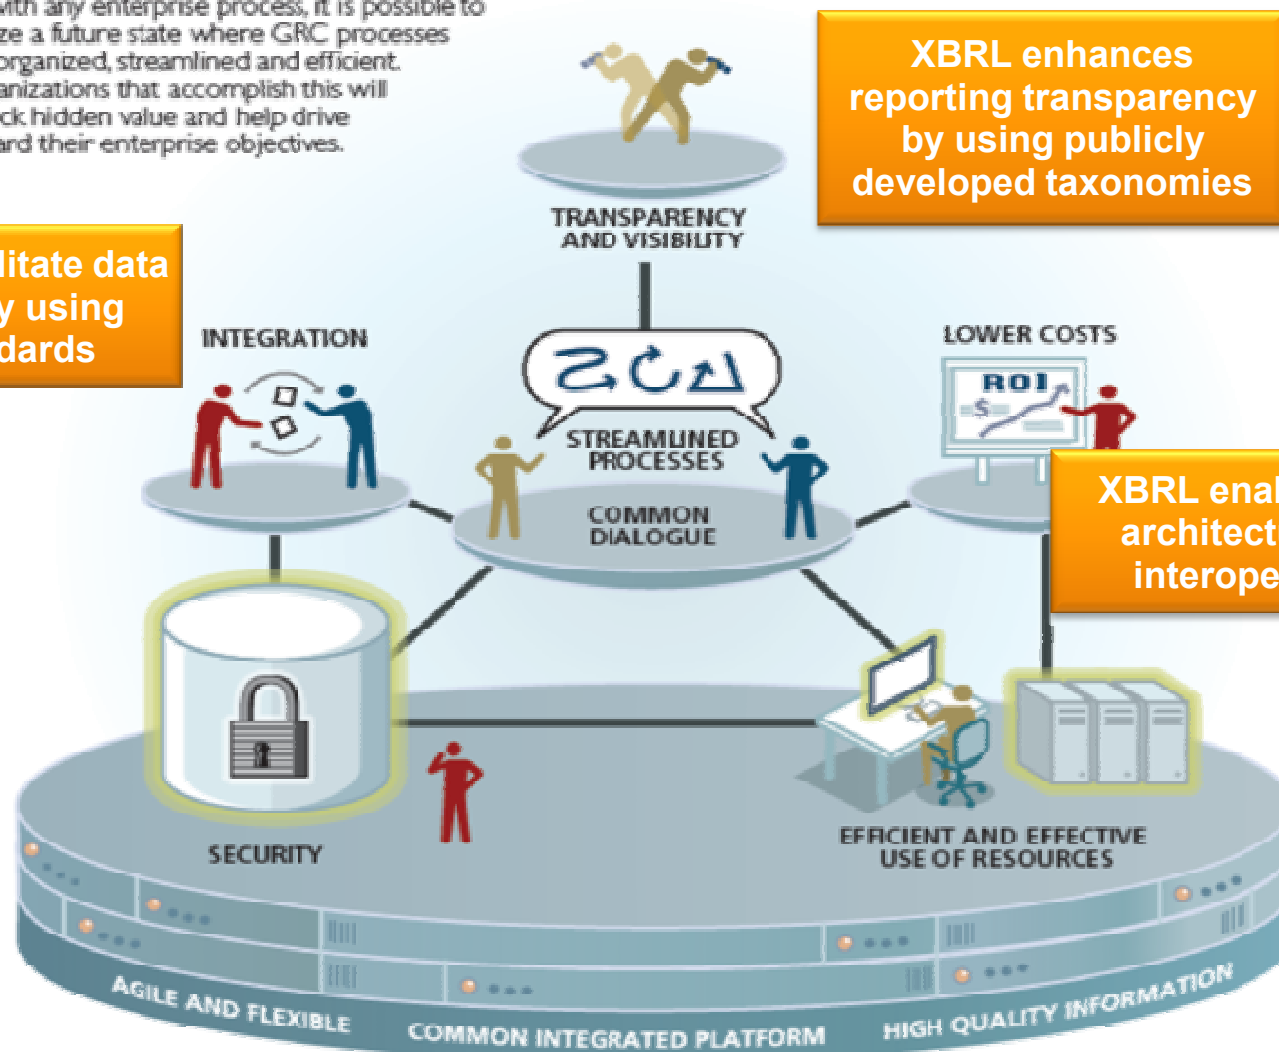 with any enterprise process, it is possible to
ze a future state where GRC processes
organized, streamlined and efficient.
anizations that accomplish this will
ck hidden value and help drive
ard their enterprise objectives.
XBRL enhances
reporting transparency
by using publicly
developed taxonomies
TRANSPARENCY
AND VISIBILITY
litate data
y using
dards
INTEGRATION
LOWER COSTS
ROI
$
STREAMLINED
PROCESSES
COMMON
DIALOGUE
XBRL enal
architect
interope
SECURITY
EFFICIENT AND EFFECTIVE
USE OF RESOURCES
AGILE AND FLEXIBLE
COMMON INTEGRATED PLATFORM
HIGH QUALITY INFORMATION